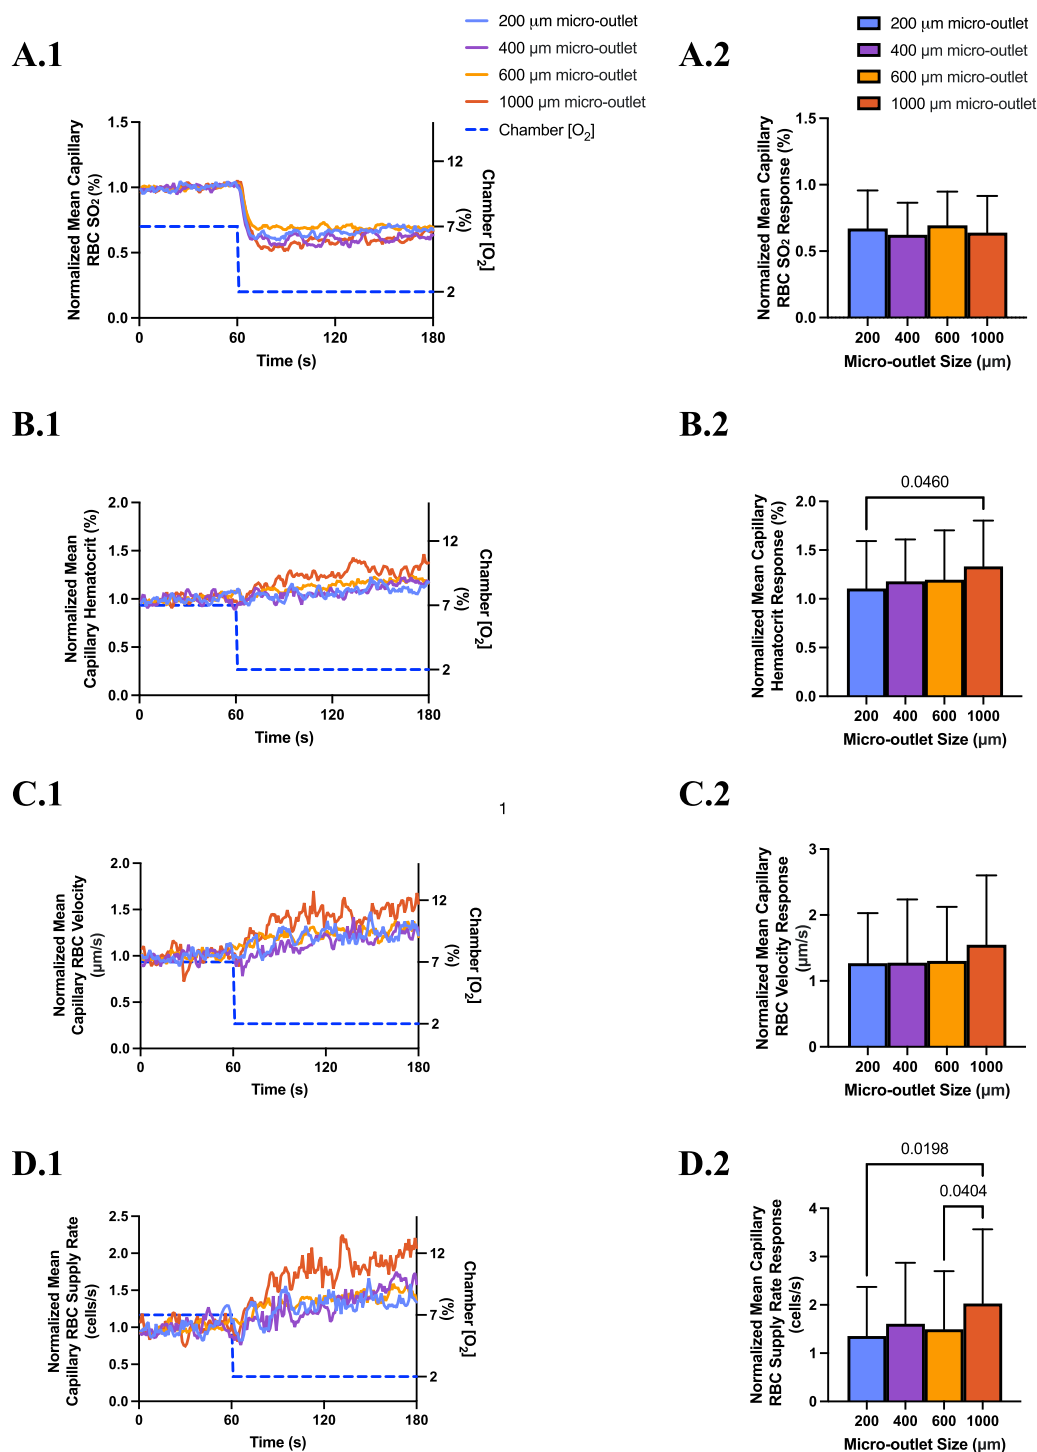 A.1
200 µm micro-outlet
400 µm micro-outlet
600 µm micro-outlet
1000 µm micro-outlet
Chamber [O2]
Normalized Mean Capillary
RBC SO2 (%)
1.5
1.0
0.5
0.0
0
60
120
180
Time (s)
12
7
2
Chamber [O2]
(%)
A.2
200 µm micro-outlet
400 µm micro-outlet
600 µm micro-outlet
1000 µm micro-outlet
Normalized Mean Capillary
RBC SO2 Response (%)
1.5
1.0
0.5
0.0
200
400
600
1000
Micro-outlet Size (µm)
B.1
Normalized Mean
Capillary Hematocrit (%)
2.0
1.5
1.0
0.5
0.0
0
60
120
180
Time (s)
12
7
2
Chamber [O2]
(%)
B.2
0.0460
Normallized Mean Capillary
Hematocrit Response (%)
2.0
1.5
1.0
0.5
0.0
200
400
600
1000
Micro-outlet Size (µm)
C.1
1
Normalized Mean
Capillary RBC Velocity
(µm/s)
2.0
1.5
1.0
0.5
0.0
0
60
120
180
Time (s)
12
7
2
Chamber [O2]
(%)
C.2
Normalized Mean Capillary
RBC Velocity Response
(µm/s)
3
2
1
0
200
400
600
1000
Micro-outlet Size (µm)
D.1
Normalized Mean
Capillary RBC Supply Rate
(cells/s)
2.5
2.0
1.5
1.0
0.5
0.0
0
60
120
180
Time (s)
12
7
2
Chamber [O2]
(%)
D.2
0.0198
0.0404
Normalized Mean Capillary
RBC Supply Rate Response
(cells/s)
4
3
2
1
0
200
400
600
1000
Micro-outlet Size (µm)